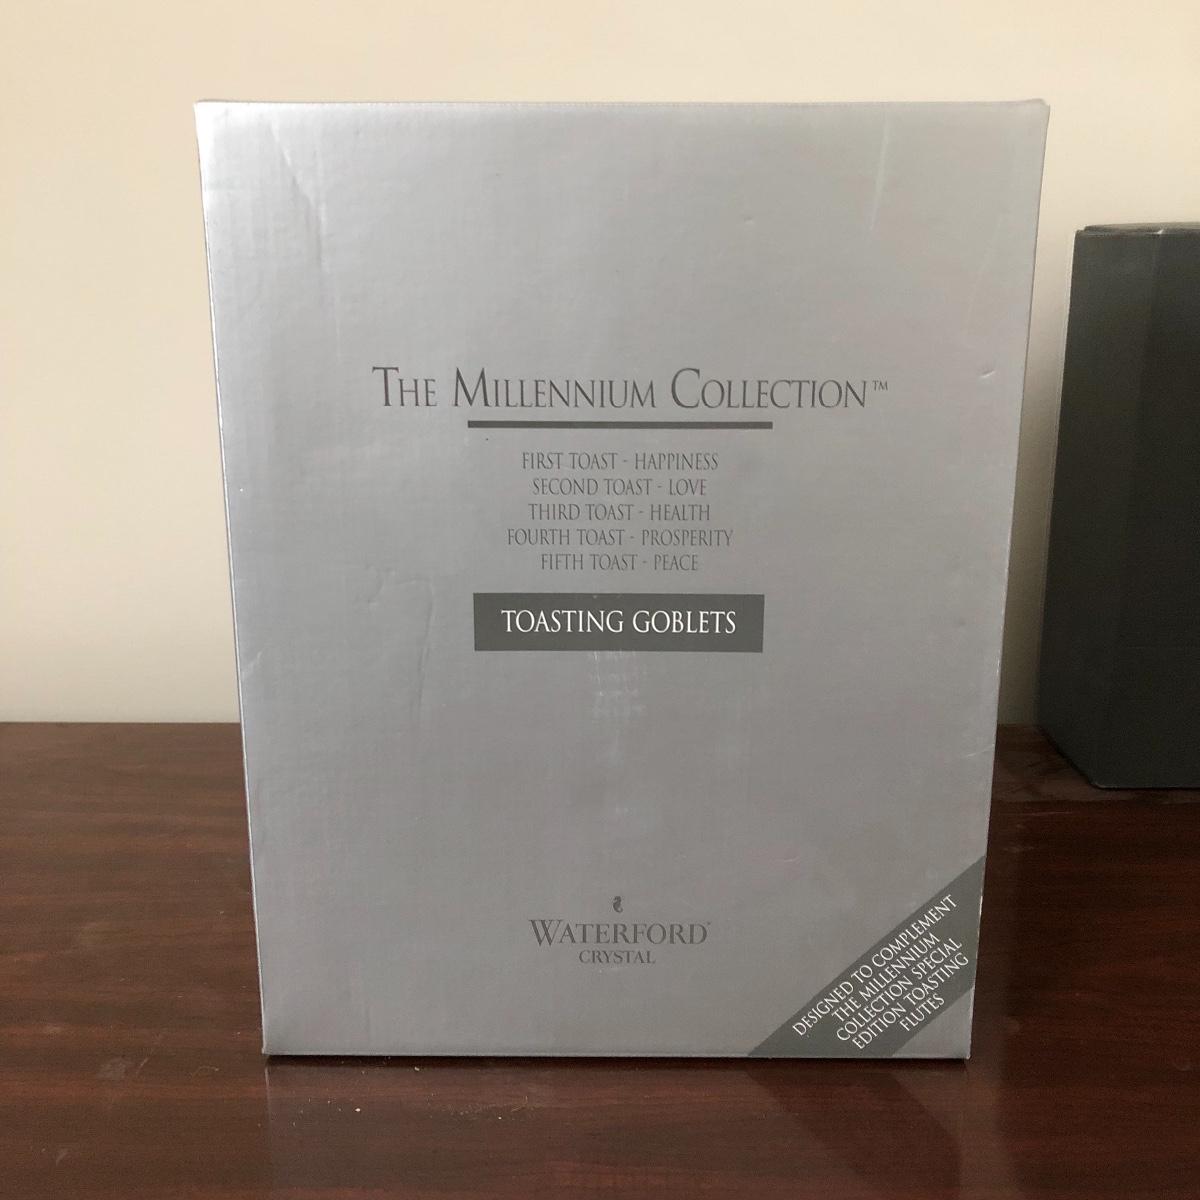 THE MILLENNIUM COLLECTION™
FIRST TOAST - HAPPINESS
SECOND TOAST - LOVE
THIRD TOAST - HEALTH
FOURTH TOAST - PROSPERITY
FIFTH TOAST - PEACE
TOASTING GOBLETS
WATERFORD
CRYSTAL
DESIGNED TO COMPLEMENT
THE MILLENNIUM
COLLECTION SPECIAL
EDITION TOASTING
FLUTES